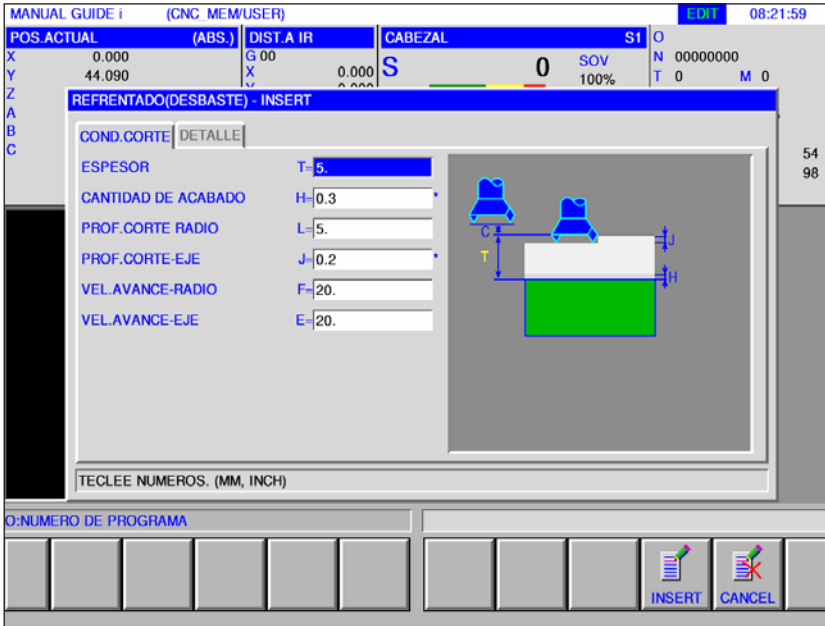 MANUAL GUIDE i (CNC_MEM/USER) EDIT 08:21:59
POS.ACTUAL (ABS.) DIST.A IR CABEZAL S1 O
X 0.000 G 00 S 0 SOV N 00000000
Y 44.090 X 0.000 100% T 0 M 0
Z
REFRENTADO(DESBASTE) - INSERT
A
B
C
COND.CORTE DETALLE
54
98
ESPESOR T=5.
CANTIDAD DE ACABADO H=0.3 *
PROF.CORTE RADIO L=5.
PROF.CORTE-EJE J=0.2 *
VEL.AVANCE-RADIO F=20.
VEL.AVANCE-EJE E=20.
C
J
T
H
TECLEE NUMEROS. (MM, INCH)
O:NUMERO DE PROGRAMA
INSERT CANCEL